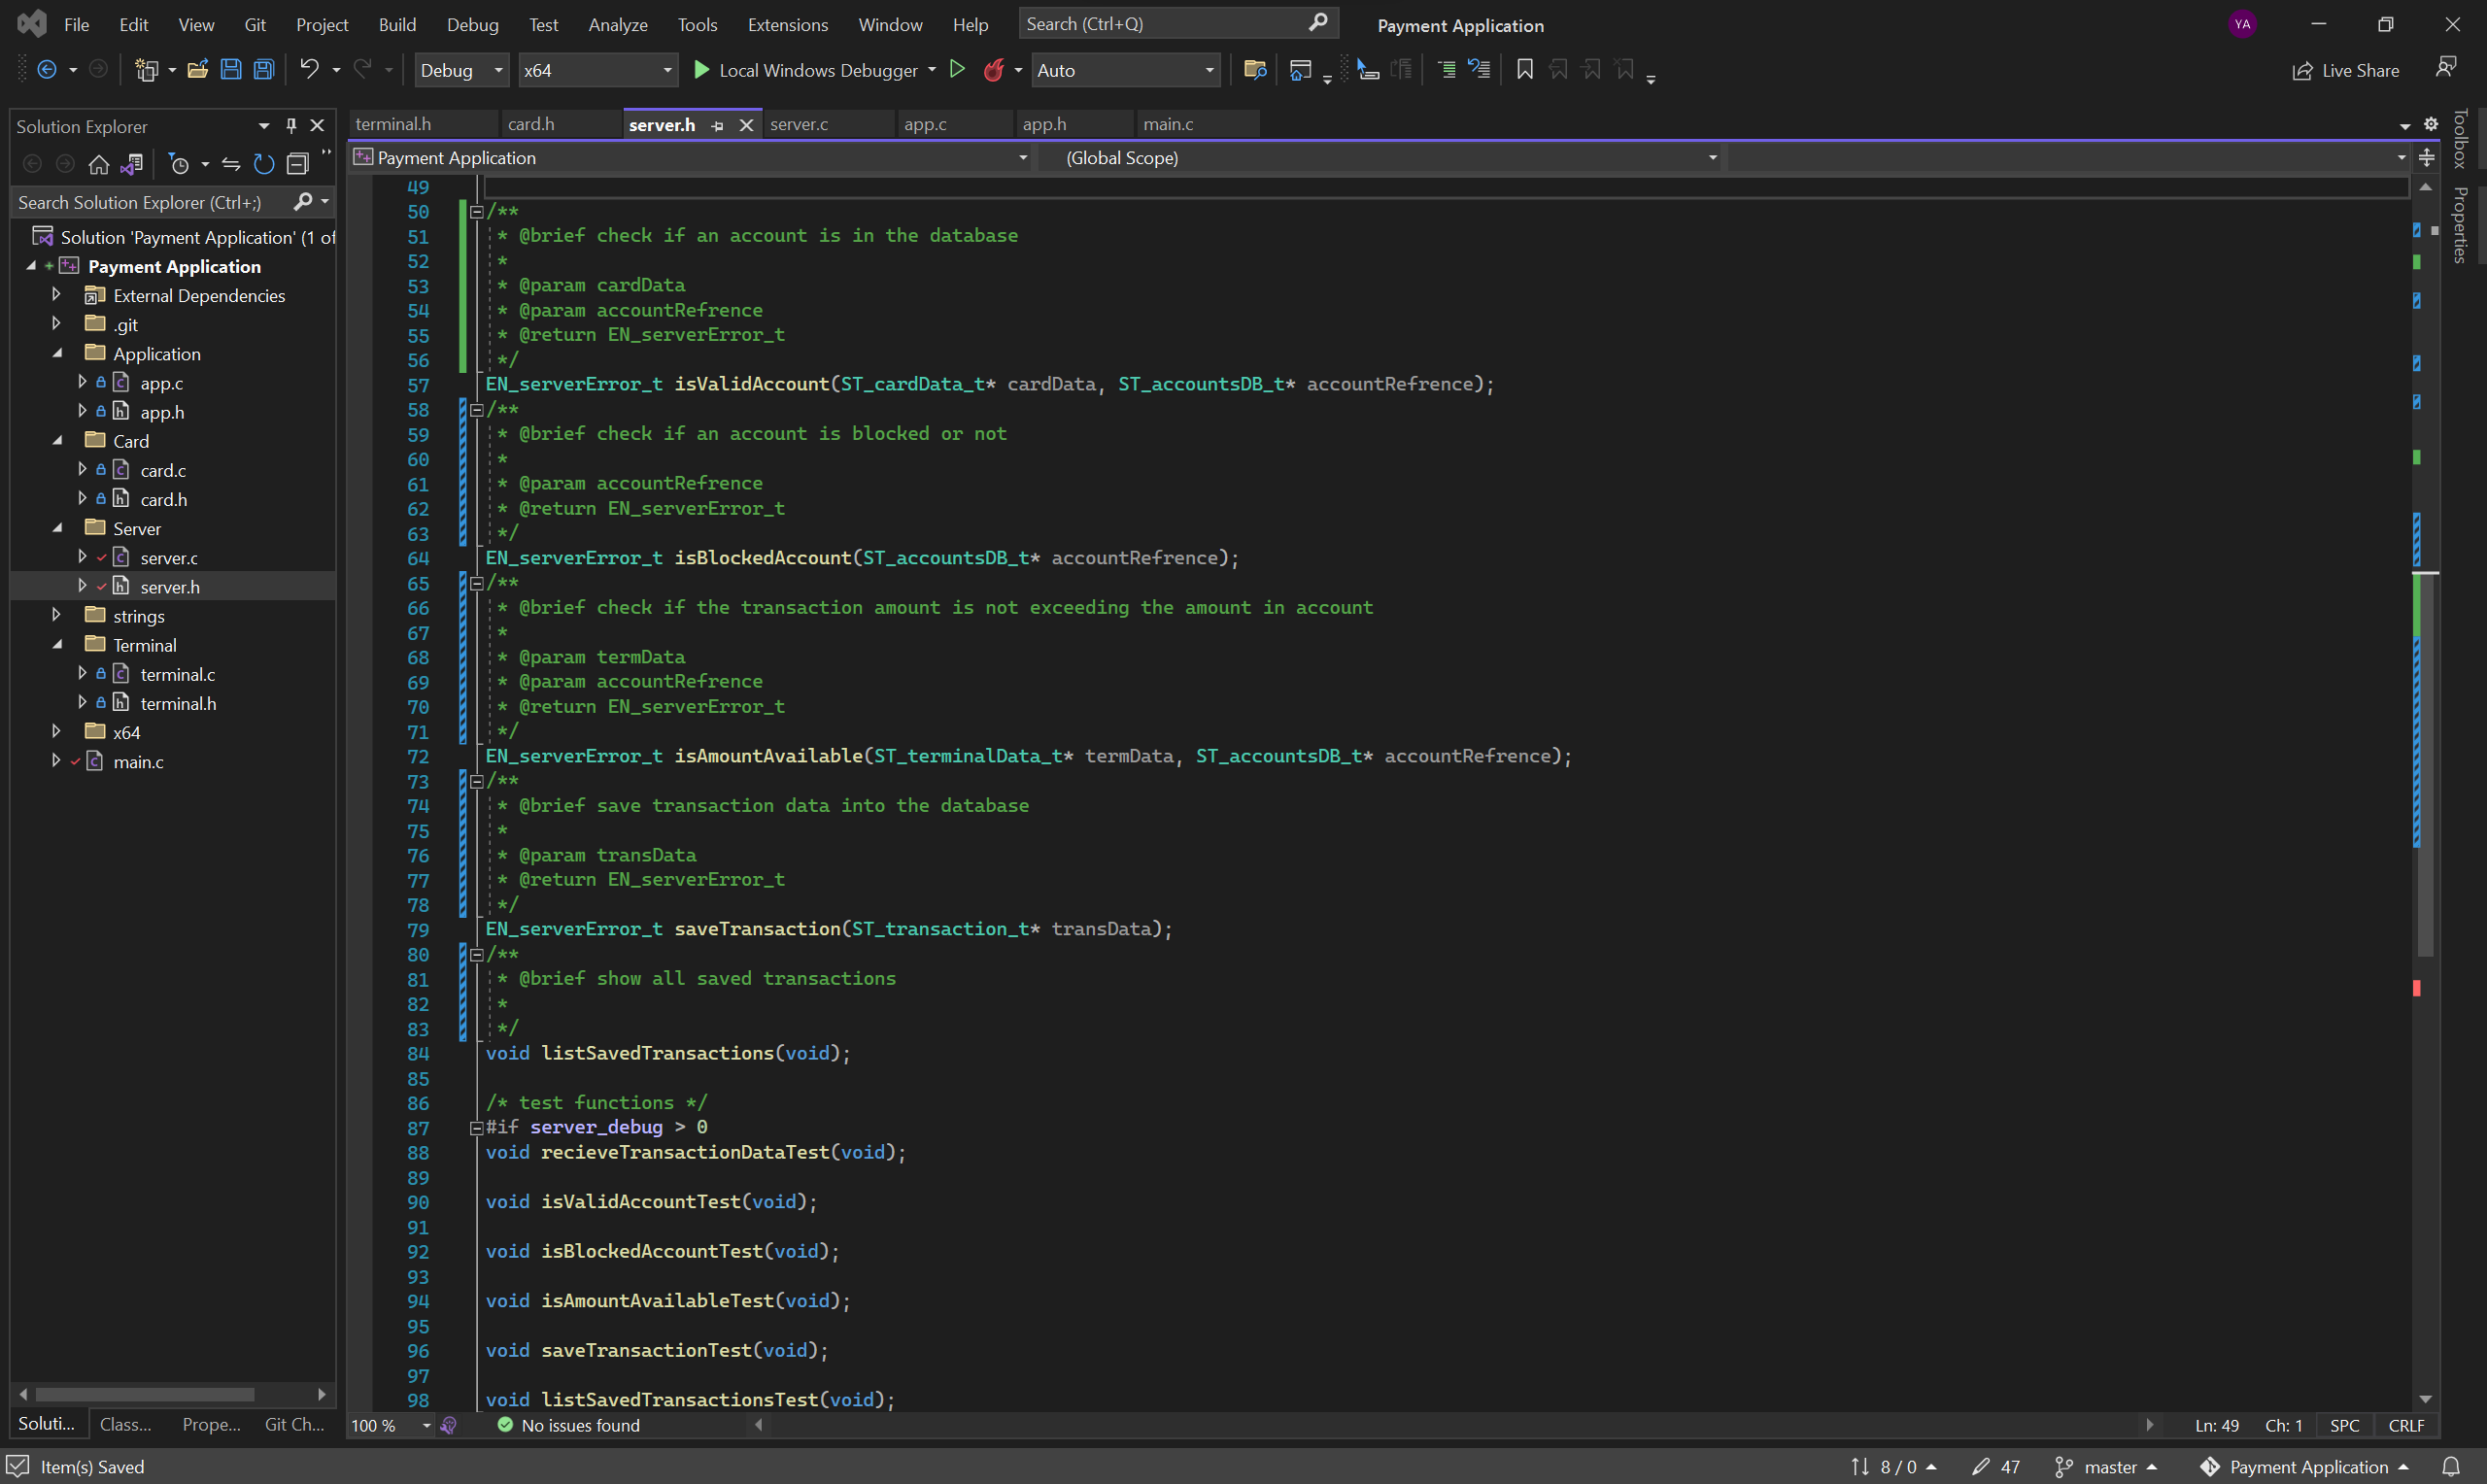 File Edit View Git Project Build Debug Test Analyze Tools Extensions Window Help Search (Ctrl+Q) Payment Application YA
Debug x64 Local Windows Debugger Auto Live Share
Solution Explorer
Search Solution Explorer (Ctrl+;)
Solution 'Payment Application' (1 of
Payment Application
External Dependencies
.git
Application
app.c
app.h
Card
card.c
card.h
Server
server.c
server.h
strings
Terminal
terminal.c
terminal.h
x64
main.c
Soluti... Class... Prope... Git Ch...
terminal.h card.h server.h server.c app.c app.h main.c
Payment Application (Global Scope)
49
50 /**
51 * @brief check if an account is in the database
52 *
53 * @param cardData
54 * @param accountRefrence
55 * @return EN_serverError_t
56 */
57 EN_serverError_t isValidAccount(ST_cardData_t* cardData, ST_accountsDB_t* accountRefrence);
58 /**
59 * @brief check if an account is blocked or not
60 *
61 * @param accountRefrence
62 * @return EN_serverError_t
63 */
64 EN_serverError_t isBlockedAccount(ST_accountsDB_t* accountRefrence);
65 /**
66 * @brief check if the transaction amount is not exceeding the amount in account
67 *
68 * @param termData
69 * @param accountRefrence
70 * @return EN_serverError_t
71 */
72 EN_serverError_t isAmountAvailable(ST_terminalData_t* termData, ST_accountsDB_t* accountRefrence);
73 /**
74 * @brief save transaction data into the database
75 *
76 * @param transData
77 * @return EN_serverError_t
78 */
79 EN_serverError_t saveTransaction(ST_transaction_t* transData);
80 /**
81 * @brief show all saved transactions
82 *
83 */
84 void listSavedTransactions(void);
85
86 /* test functions */
87 #if server_debug > 0
88 void recieveTransactionDataTest(void);
89
90 void isValidAccountTest(void);
91
92 void isBlockedAccountTest(void);
93
94 void isAmountAvailableTest(void);
95
96 void saveTransactionTest(void);
97
98 void listSavedTransactionsTest(void);
100 % No issues found Ln: 49 Ch: 1 SPC CRLF
Toolbox
Properties
Item(s) Saved 8 / 0 47 master Payment Application